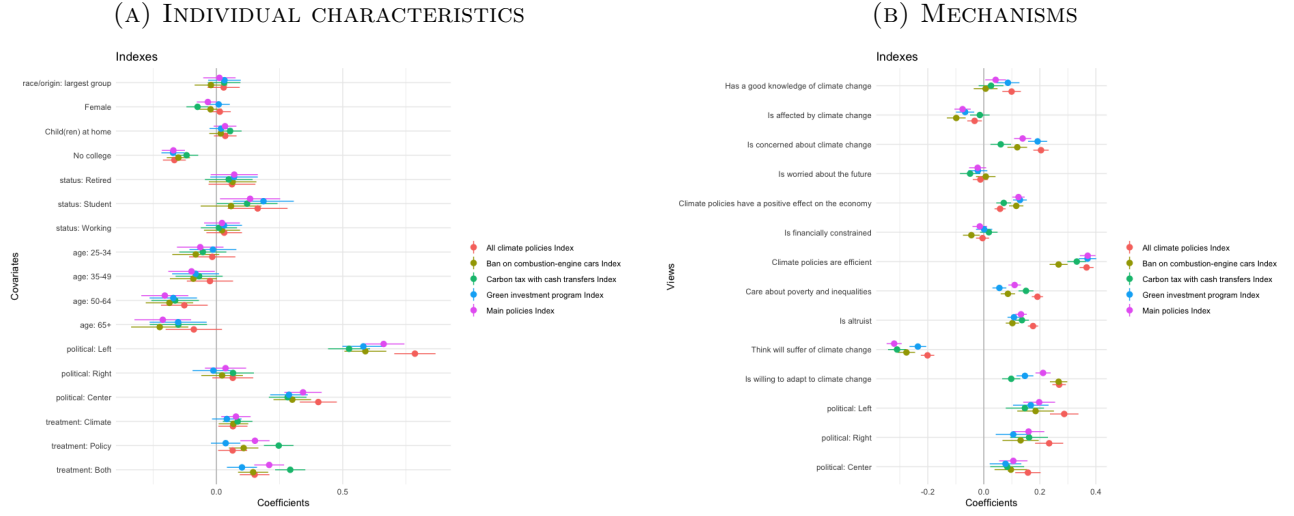 (A) INDIVIDUAL CHARACTERISTICS
Indexes
Covariates
race/origin: largest group
Female
Child(ren) at home
No college
status: Retired
status: Student
status: Working
age: 25-34
age: 35-49
age: 50-64
age: 65+
political: Left
political: Right
political: Center
treatment: Climate
treatment: Policy
treatment: Both
0.0
0.5
Coefficients
All climate policies Index
Ban on combustion-engine cars Index
Carbon tax with cash transfers Index
Green investment program Index
Main policies Index
(B) MECHANISMS
Indexes
Views
Has a good knowledge of climate change
Is affected by climate change
Is concerned about climate change
Is worried about the future
Climate policies have a positive effect on the economy
Is financially constrained
Climate policies are efficient
Care about poverty and inequalities
Is altruist
Think will suffer of climate change
Is willing to adapt to climate change
political: Left
political: Right
political: Center
-0.2
0.0
0.2
0.4
Coefficients
All climate policies Index
Ban on combustion-engine cars Index
Carbon tax with cash transfers Index
Green investment program Index
Main policies Index